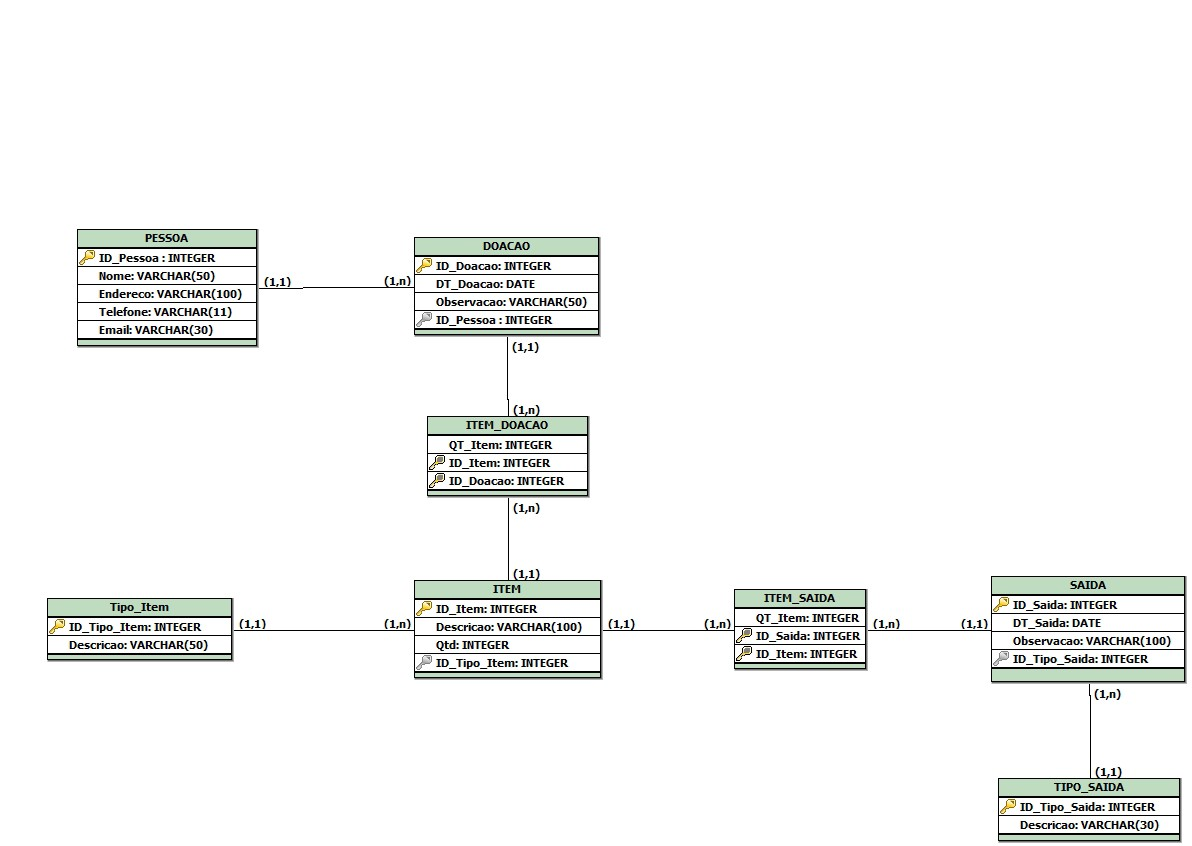 PESSOA
ID_Pessoa : INTEGER
Nome: VARCHAR(50)
Endereco: VARCHAR(100)
Telefone: VARCHAR(11)
Email: VARCHAR(30)
(1,1)
(1,n)
DOACAO
ID_Doacao: INTEGER
DT_Doacao: DATE
Observacao: VARCHAR(50)
ID_Pessoa : INTEGER
(1,1)
(1,n)
ITEM_DOACAO
QT_Item: INTEGER
ID_Item: INTEGER
ID_Doacao: INTEGER
(1,n)
(1,1)
Tipo_Item
ID_Tipo_Item: INTEGER
Descricao: VARCHAR(50)
(1,1)
(1,n)
ITEM
ID_Item: INTEGER
Descricao: VARCHAR(100)
Qtd: INTEGER
ID_Tipo_Item: INTEGER
(1,1)
(1,n)
ITEM_SAIDA
QT_Item: INTEGER
ID_Saida: INTEGER
ID_Item: INTEGER
(1,n)
(1,1)
SAIDA
ID_Saida: INTEGER
DT_Saida: DATE
Observacao: VARCHAR(100)
ID_Tipo_Saida: INTEGER
(1,n)
(1,1)
TIPO_SAIDA
ID_Tipo_Saida: INTEGER
Descricao: VARCHAR(30)